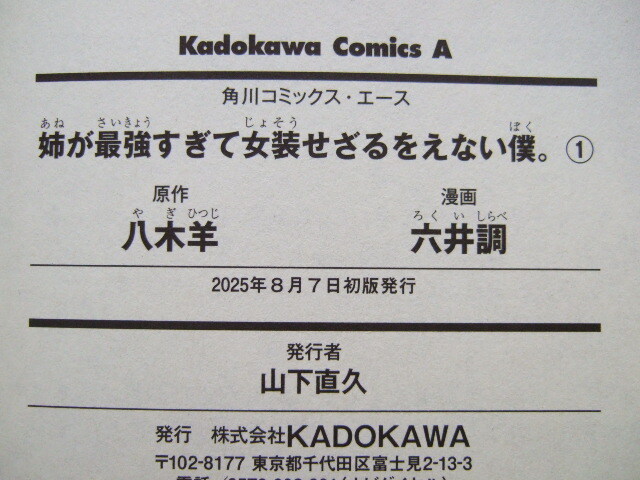 Kadokawa Comics A
角川コミックス・エース
あね さいきょう じょそう ぼく
姉が最強すぎて女装せざるをえない僕。①
原作 漫画
や ぎ ひつじ ろく い しらべ
八木羊 六井調
2025年8月7日初版発行
発行者
山下直久
発行 株式会社KADOKAWA
〒102-8177 東京都千代田区富士見2-13-3